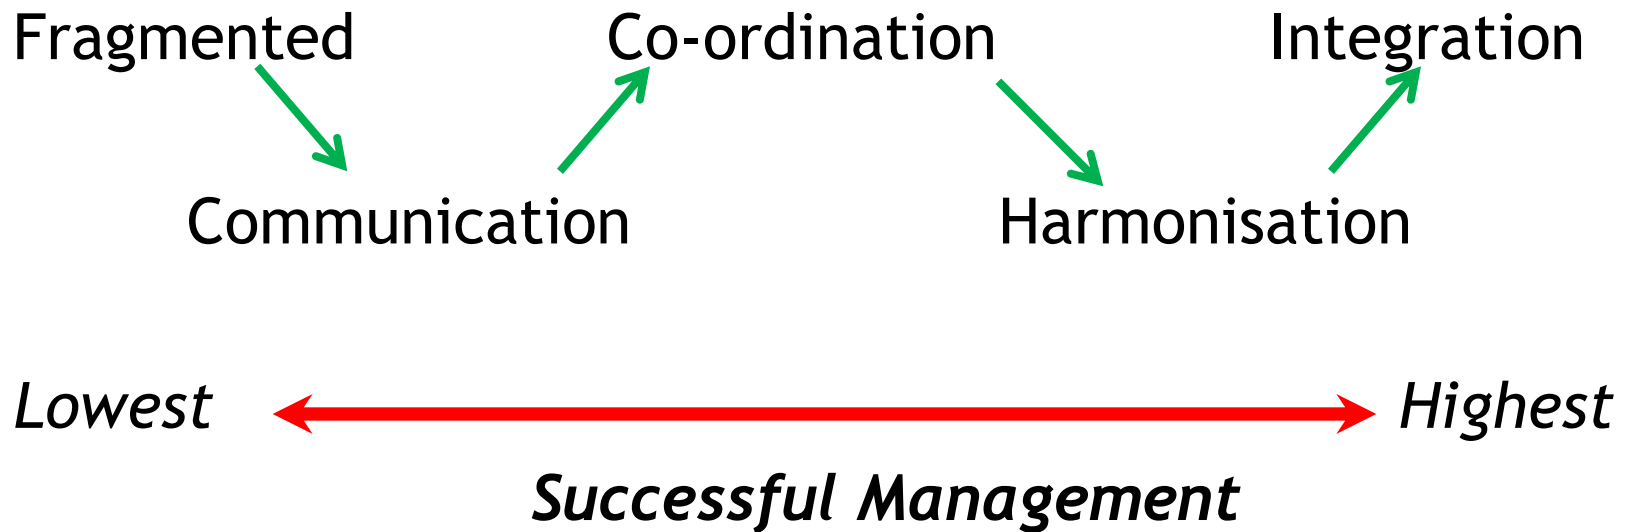 Fragmented Co-ordination Integration
Communication Harmonisation
Lowest Highest
Successful Management